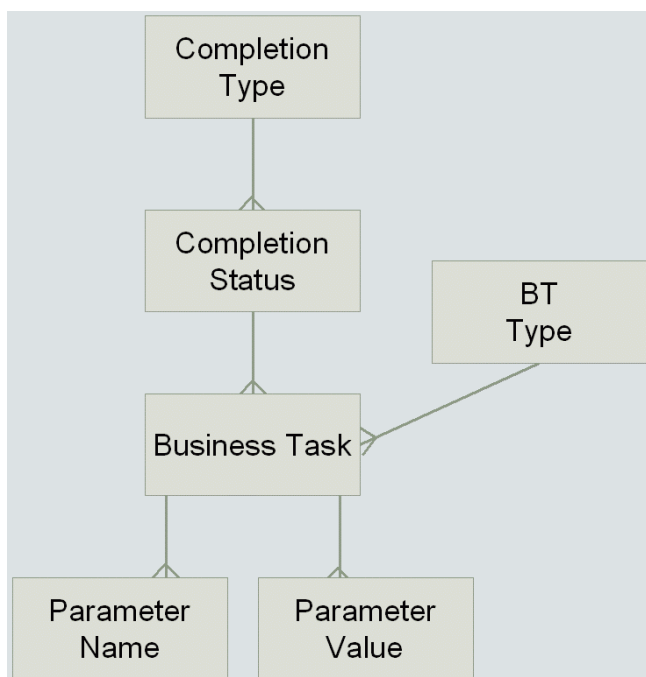 Completion
Type
Completion
Status
BT
Type
Business Task
Parameter
Name
Parameter
Value